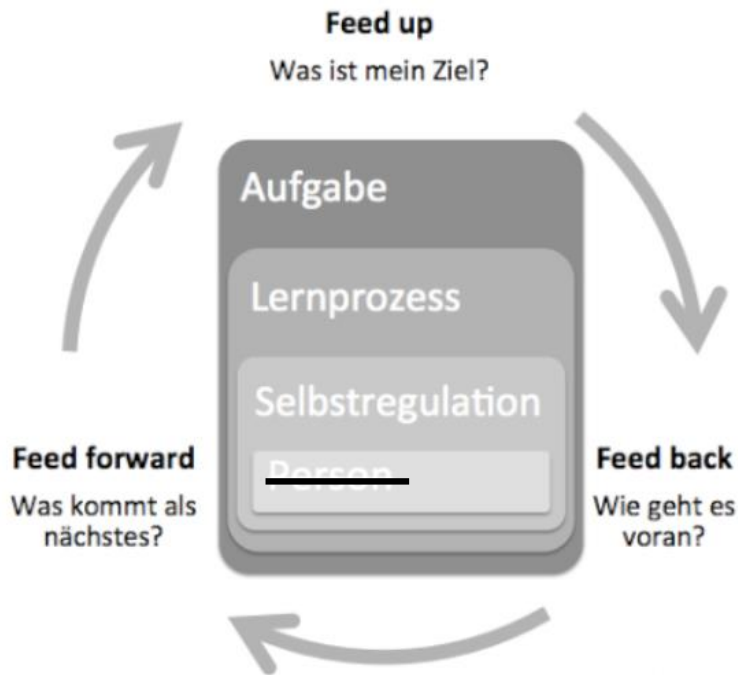 Feed up
Was ist mein Ziel?
Aufgabe
Lernprozess
Selbstregulation
Person
Feed forward
Was kommt als
nächstes?
Feed back
Wie geht es
voran?